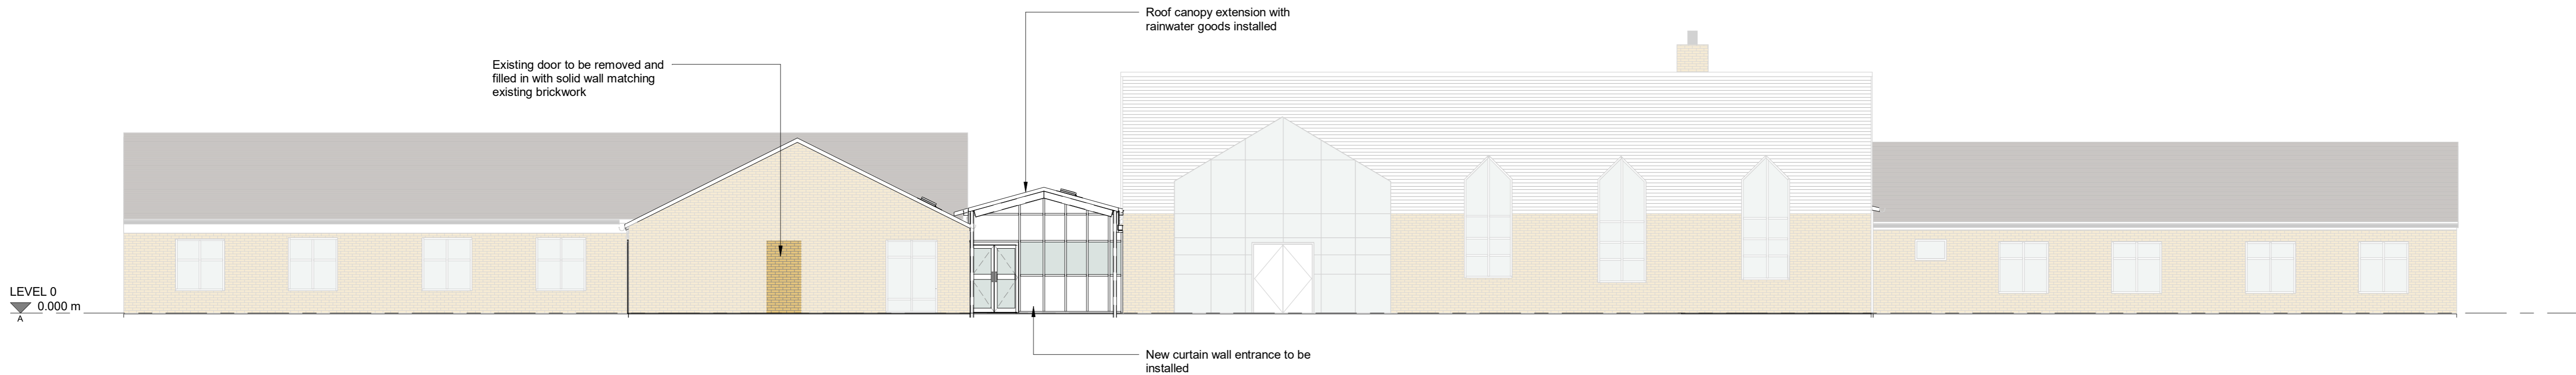 Roof canopy extension with
rainwater goods installed
Existing door to be removed and
filled in with solid wall matching
existing brickwork
LEVEL 0
0.000 m
A
New curtain wall entrance to be
installed